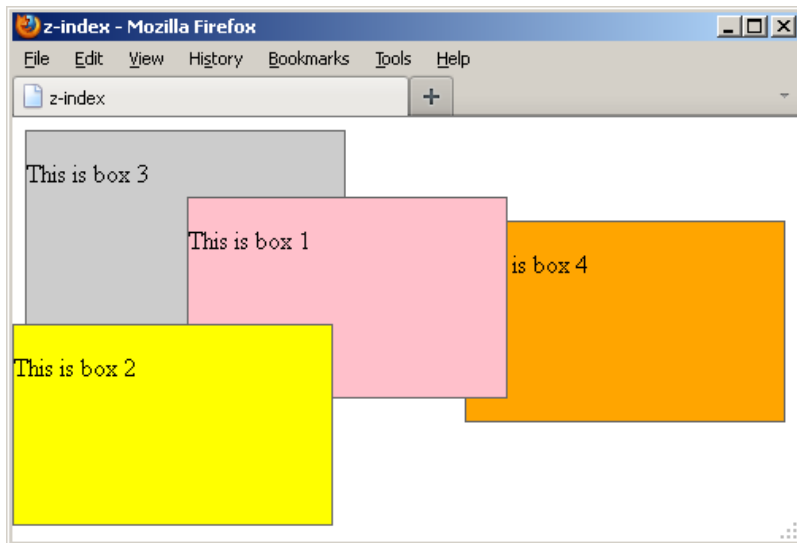 z-index - Mozilla Firefox
File Edit View History Bookmarks Tools Help
z-index
This is box 3
This is box 1
is box 4
This is box 2